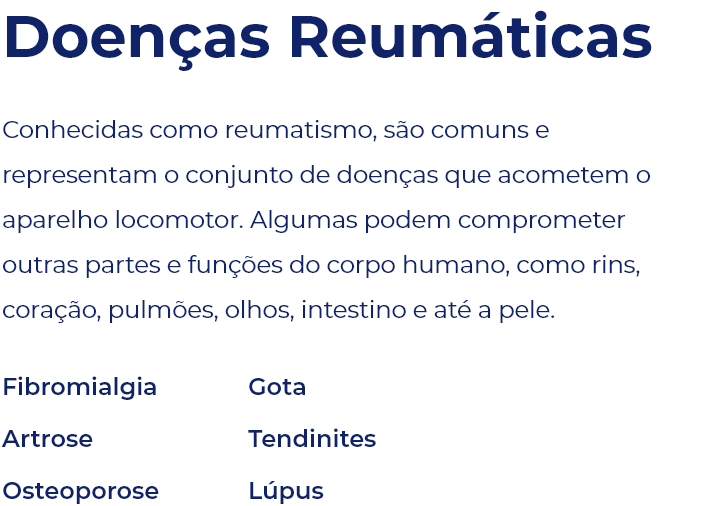 Doenças Reumáticas
Conhecidas como reumatismo, são comuns e
representam o conjunto de doenças que acometem o
aparelho locomotor. Algumas podem comprometer
outras partes e funções do corpo humano, como rins,
coração, pulmões, olhos, intestino e até a pele.
Fibromialgia
Gota
Artrose
Tendinites
Osteoporose
Lúpus